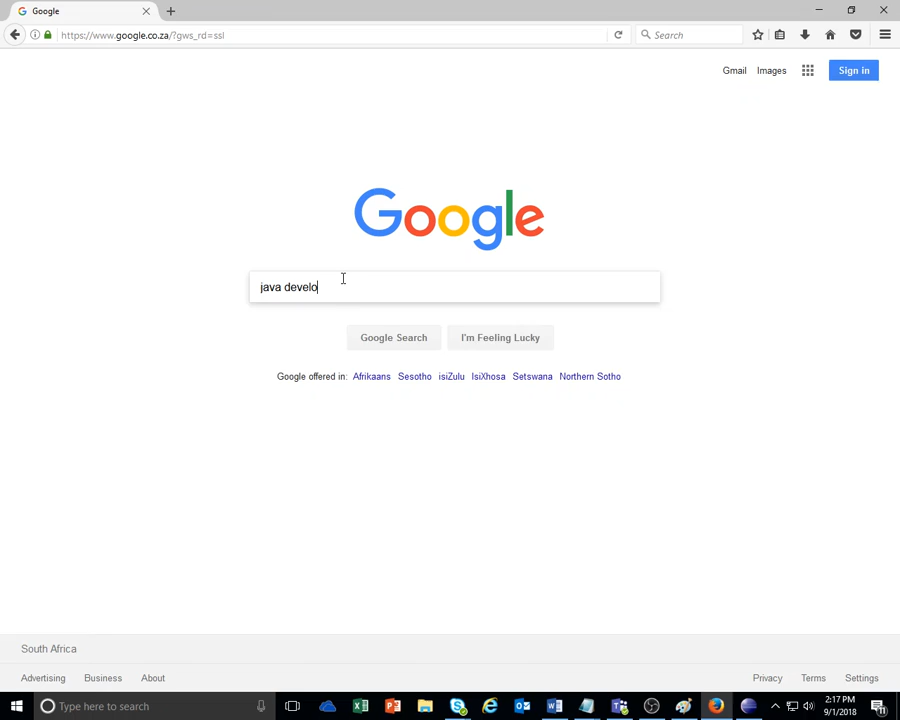 Google
https://www.google.co.za/?gws_rd=ssl
Search
Gmail Images Sign in
Google
java develo
Google Search I'm Feeling Lucky
Google offered in: Afrikaans Sesotho isiZulu IsiXhosa Setswana Northern Sotho
South Africa
Advertising Business About Privacy Terms Settings
Type here to search
2:17 PM
9/1/2018
11